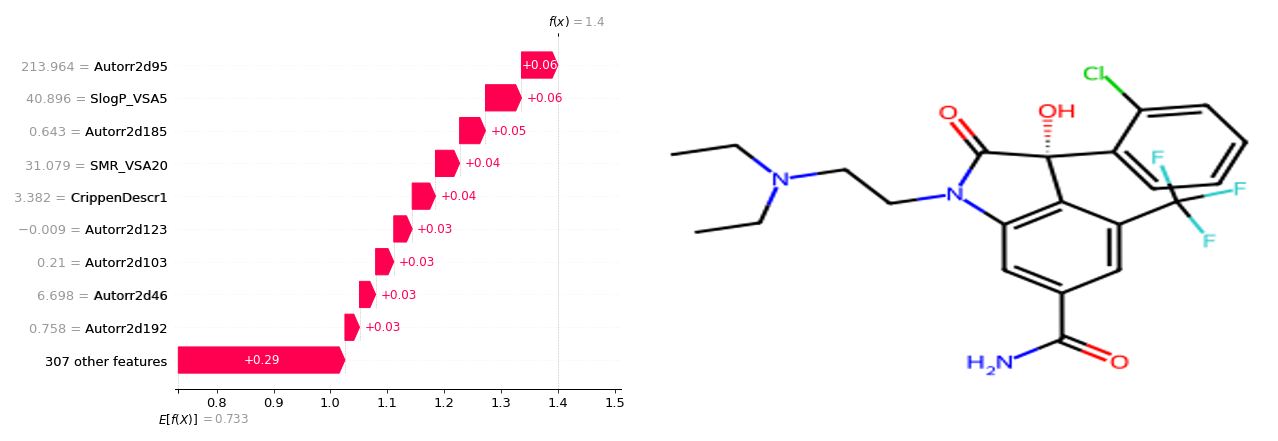 f(x) = 1.4
213.964 = Autorr2d95
+0.06
40.896 = SlogP_VSA5
+0.06
0.643 = Autorr2d185
+0.05
31.079 = SMR_VSA20
+0.04
3.382 = CrippenDescr1
+0.04
−0.009 = Autorr2d123
+0.03
0.21 = Autorr2d103
+0.03
6.698 = Autorr2d46
+0.03
0.758 = Autorr2d192
+0.03
307 other features
+0.29
0.8 0.9 1.0 1.1 1.2 1.3 1.4 1.5
E[f(X)] = 0.733
Cl
O
OH
F
N
F
N
F
H2N
O